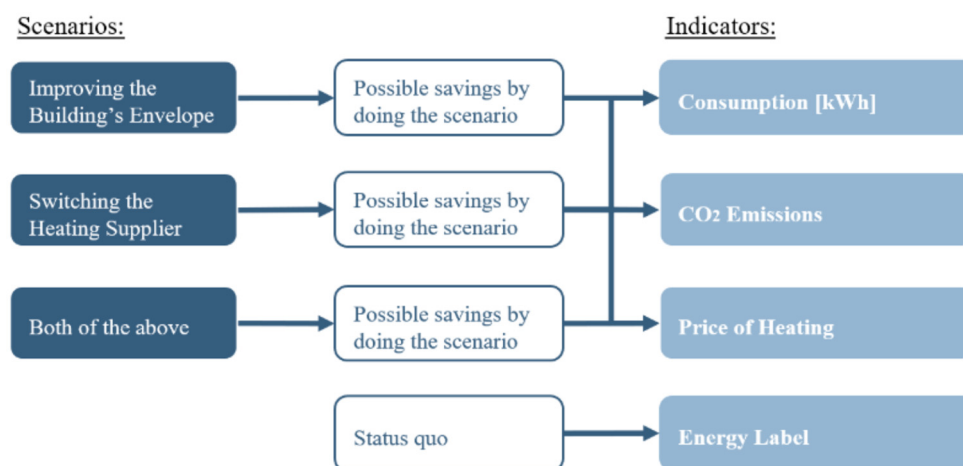 Scenarios:
Indicators:
Improving the
Building’s Envelope
Possible savings by
doing the scenario
Consumption [kWh]
Switching the
Heating Supplier
Possible savings by
doing the scenario
CO₂ Emissions
Both of the above
Possible savings by
doing the scenario
Price of Heating
Status quo
Energy Label